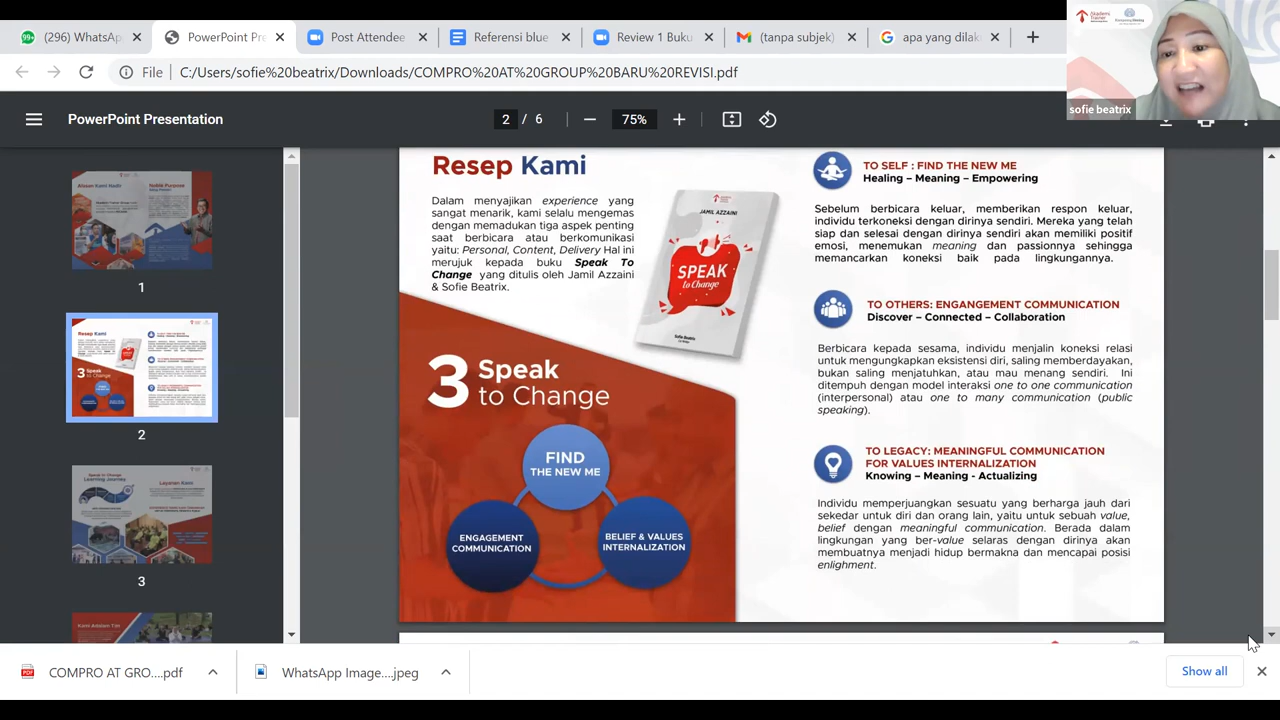 (296) WhatsAp
PowerPoint Pre
Pos
Referensi blue
Review 1 Buku
(tanpa subjek)
apa yang dilak
Akademi
Trainer
sofie beatrix
File
C:/Users/sofie%20beatrix/Downloads/COMPRO%20AT%20GROUP%20BARU%20REVISI.pdf
PowerPoint Presentation
2 / 6
75%
1
2
3
Resep Kami
Dalam menyajikan experience yang
sangat menarik, kami selalu mengemas
dengan memadukan tiga aspek penting
saat berbicara atau berkomunikasi
yaitu: Personal, Content, Delivery Hal ini
merujuk kepada buku Speak To
Change yang ditulis oleh Jamil Azzaini
& Sofie Beatrix.
JAMIL AZZAINI
SPEAK
to Change
Sofie Beatrix
3 Speak
to Change
FIND
THE NEW ME
ENGAGEMENT
COMMUNICATION
BELIEF & VALUES
INTERNALIZATION
TO SELF : FIND THE NEW ME
Healing – Meaning – Empowering
Sebelum berbicara keluar, memberikan respon keluar,
individu terkoneksi dengan dirinya sendiri. Mereka yang telah
siap dan selesai dengan dirinya sendiri akan memiliki positif
emosi, menemukan meaning dan passionnya sehingga
memancarkan koneksi baik pada lingkungannya.
TO OTHERS: ENGANGEMENT COMMUNICATION
Discover – Connected – Collaboration
Berbicara kepada sesama, individu menjalin koneksi relasi
untuk mengungkapkan eksistensi diri, saling memberdayakan,
bukan saling menjatuhkan, atau mau menang sendiri. Ini
ditempuh dengan model interaksi one to one communication
(interpersonal) atau one to many communication (public
speaking).
TO LEGACY: MEANINGFUL COMMUNICATION
FOR VALUES INTERNALIZATION
Knowing – Meaning - Actualizing
Individu memperjuangkan sesuatu yang berharga jauh dari
sekedar untuk diri dan orang lain, yaitu untuk sebuah value,
belief dengan meaningful communication. Berada dalam
lingkungan yang ber-value selaras dengan dirinya akan
membuatnya menjadi hidup bermakna dan mencapai posisi
enlighment.
COMPRO AT GRO....pdf
WhatsApp Image....jpeg
Show all